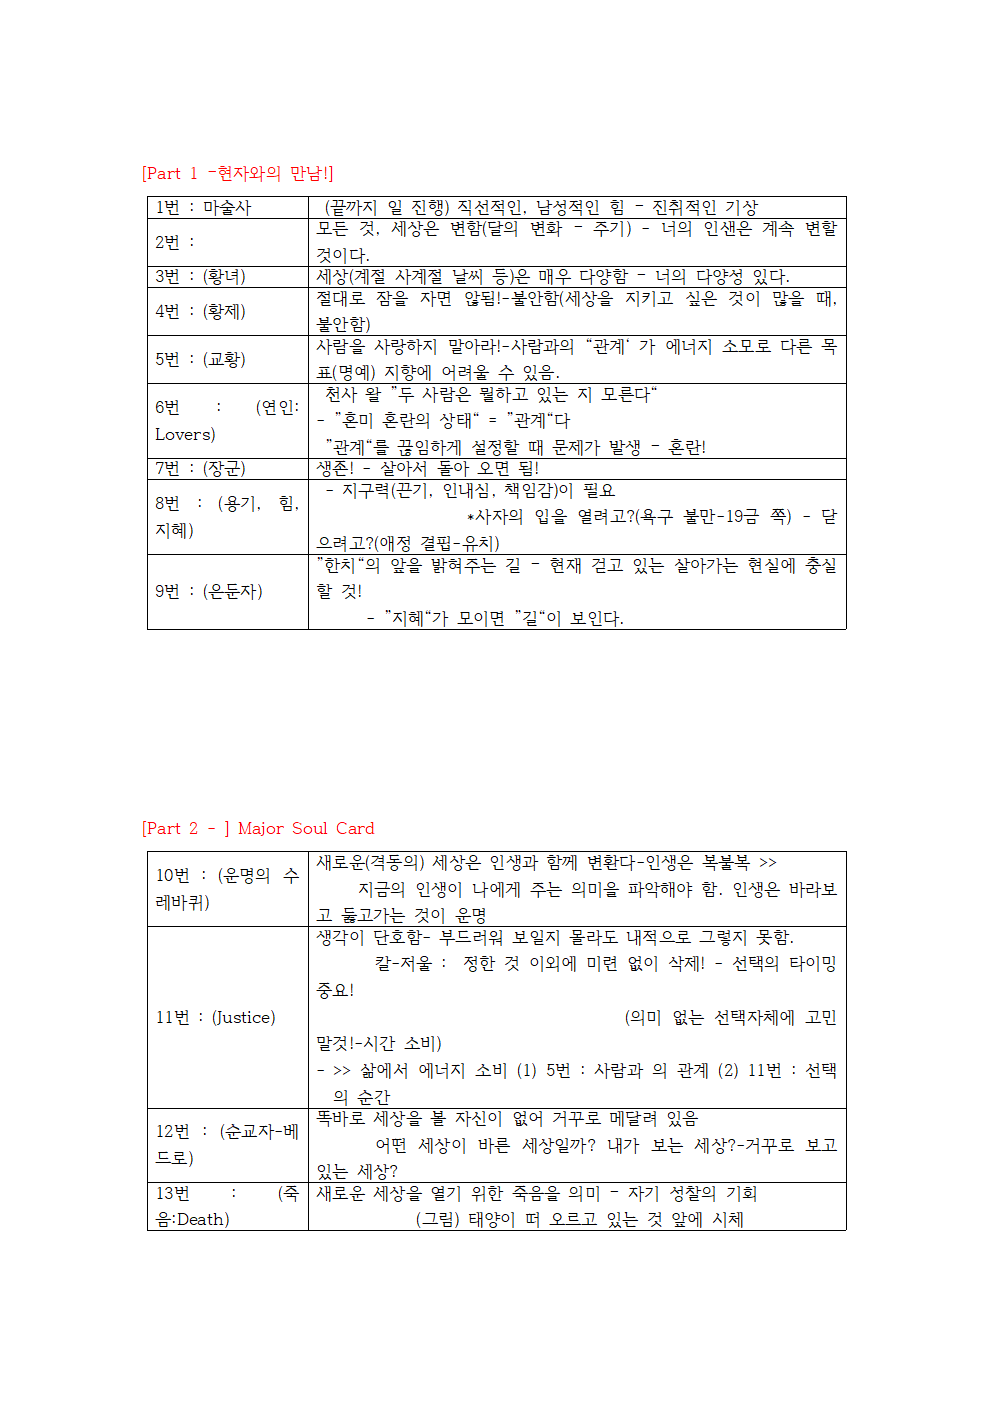 [Part 1 -현자와의 만남!]
1번 : 마술사
(끝까지 일 진행) 직선적인, 남성적인 힘 - 진취적인 기상
2번 :
모든 것, 세상은 변함(달의 변화 - 주기) - 너의 인샌은 계속 변할
것이다.
3번 : (황녀)
세상(계절 사계절 날씨 등)은 매우 다양함 - 너의 다양성 있다.
4번 : (황제)
절대로 잠을 자면 않됨!-불안함(세상을 지키고 싶은 것이 많을 때,
불안함)
5번 : (교황)
사람을 사랑하지 말아라!-사람과의 “관계‘ 가 에너지 소모로 다른 목
표(명예) 지향에 어려울 수 있음.
6번 : (연인:
Lovers)
천사 왈 ”두 사람은 뭘하고 있는 지 모른다“
- ”혼미 혼란의 상태“ = ”관계“다
”관계“를 끊임하게 설정할 때 문제가 발생 - 혼란!
7번 : (장군)
생존! - 살아서 돌아 오면 됨!
8번 : (용기, 힘,
지혜)
- 지구력(끈기, 인내심, 책임감)이 필요
*사자의 입을 열려고?(욕구 불만-19금 쪽) - 닫
으려고?(애정 결핍-유치)
9번 : (은둔자)
”한치“의 앞을 밝혀주는 길 - 현재 걷고 있는 살아가는 현실에 충실
할 것!
- ”지혜“가 모이면 ”길“이 보인다.
[Part 2 - ] Major Soul Card
10번 : (운명의 수
레바퀴)
새로운(격동의) 세상은 인생과 함께 변환다-인생은 복불복 >>
지금의 인생이 나에게 주는 의미을 파악해야 함. 인생은 바라보
고 둟고가는 것이 운명
11번 : (Justice)
생각이 단호함- 부드러워 보일지 몰라도 내적으로 그렇지 못함.
칼-저울 : 정한 것 이외에 미련 없이 삭제! - 선택의 타이밍
중요!
(의미 없는 선택자체에 고민
말것!-시간 소비)
- >> 삶에서 에너지 소비 (1) 5번 : 사람과 의 관계 (2) 11번 : 선택
의 순간
12번 : (순교자-베
드로)
똑바로 세상을 볼 자신이 없어 거꾸로 메달려 있음
어떤 세상이 바른 세상일까? 내가 보는 세상?-거꾸로 보고
있는 세상?
13번 : (죽
음:Death)
새로운 세상을 열기 위한 죽음을 의미 - 자기 성찰의 기회
(그림) 태양이 떠 오르고 있는 것 앞에 시체